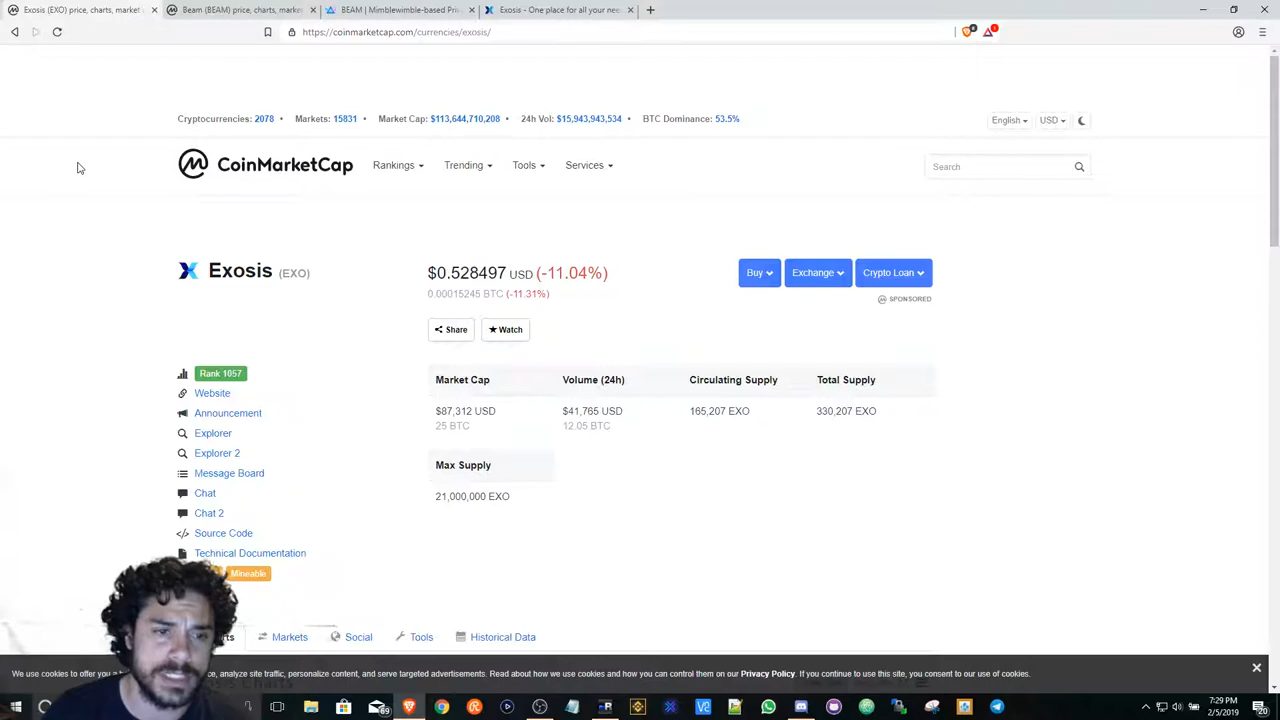 Exosis (EXO) price, charts, market
Beam (BEAM) price, charts, market
BEAM | Mimblewimble-based Priv
Exosis - One place for all your nee
https://coinmarketcap.com/currencies/exosis/
Cryptocurrencies: 2078 • Markets: 15831 • Market Cap: $113,644,710,208 • 24h Vol: $15,943,943,534 • BTC Dominance: 53.5%
English USD
CoinMarketCap Rankings Trending Tools Services
Search
Exosis (EXO)
$0.528497 USD (-11.04%)
0.00015245 BTC (-11.31%)
Buy Exchange Crypto Loan
SPONSORED
Share Watch
Rank 1057
Website
Announcement
Explorer
Explorer 2
Message Board
Chat
Chat 2
Source Code
Technical Documentation
Mineable
Market Cap Volume (24h) Circulating Supply Total Supply
$87,312 USD $41,765 USD 165,207 EXO 330,207 EXO
25 BTC 12.05 BTC
Max Supply
21,000,000 EXO
Markets Social Tools Historical Data
We use cookies to offer you a b
ce, analyze traffic, personalize content, and serve targeted advertisements. Read about how we use cookies and how you can control them on our Privacy Policy. If you continue to use this site, you consent to our use of cookies.
69
7:29 PM
2/5/2019
20